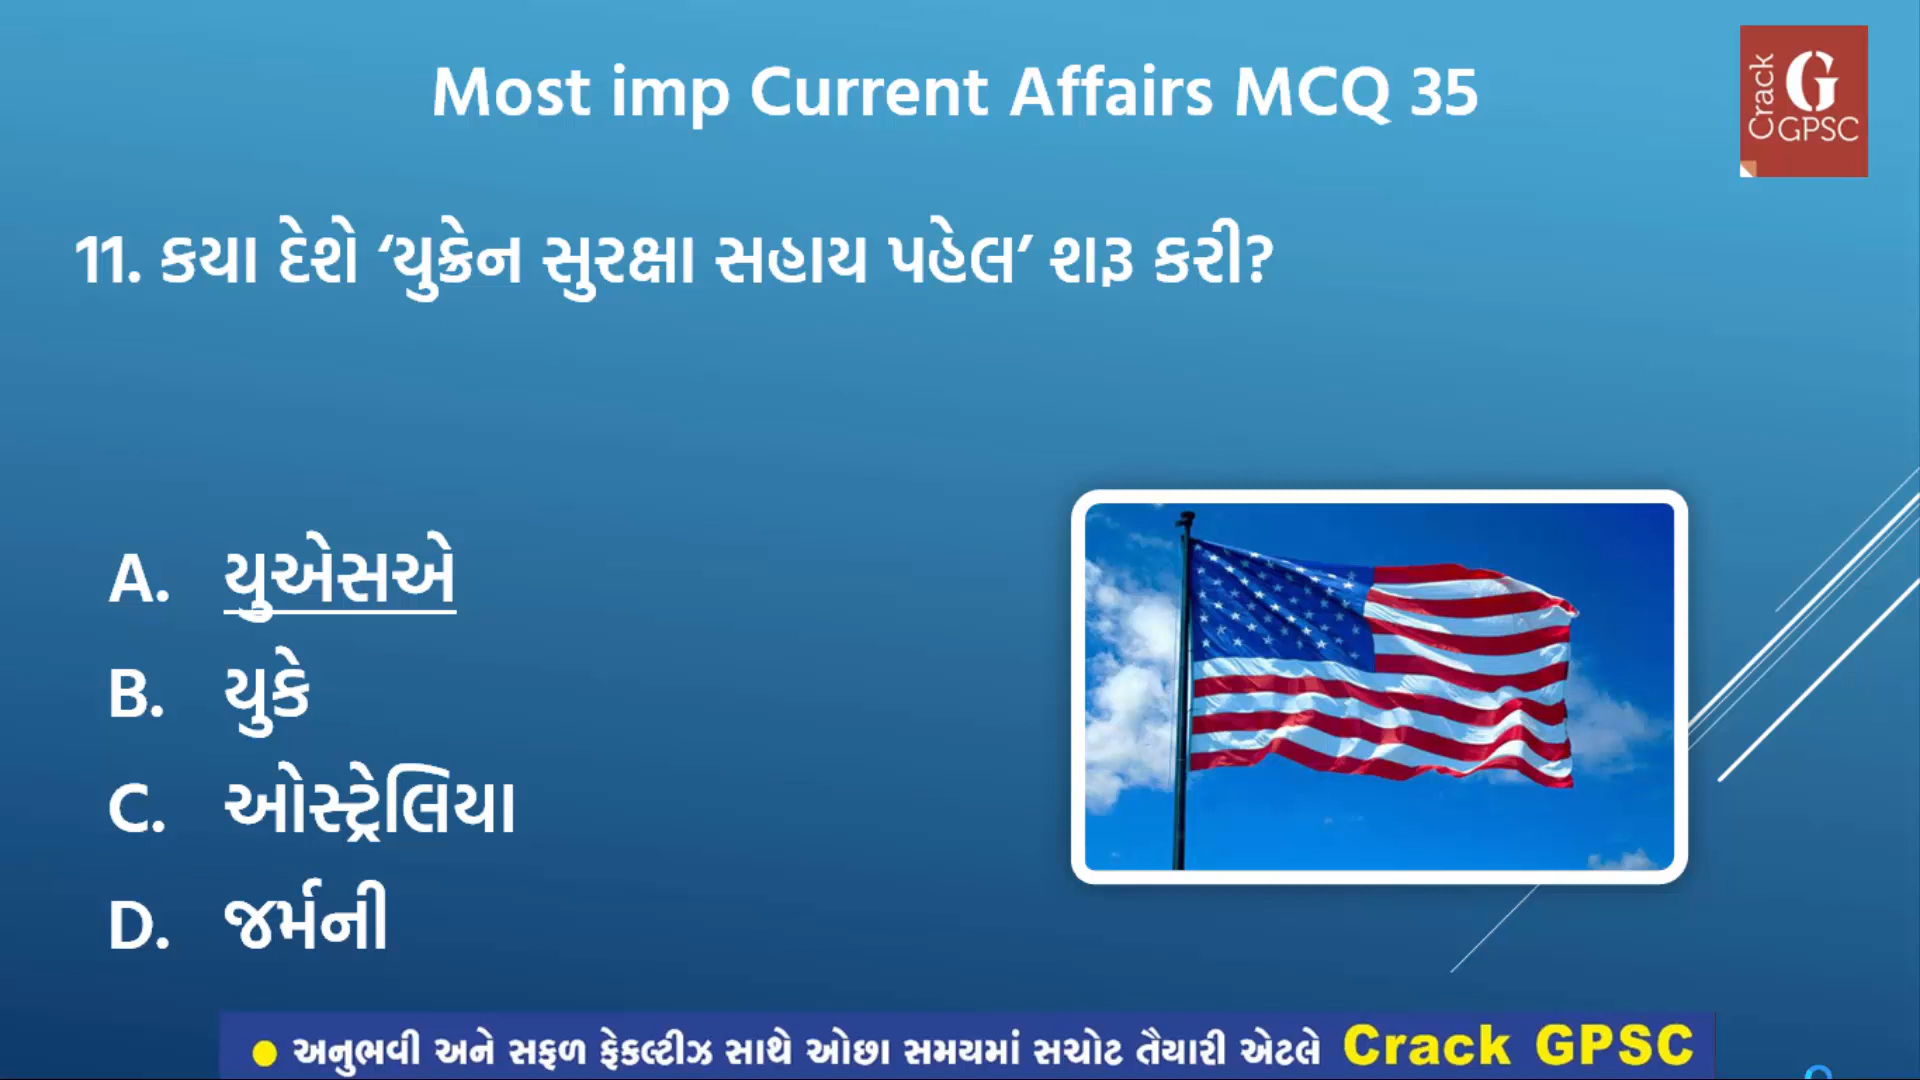 Most imp Current Affairs MCQ 35
Crack
G
GPSC
11. કયા દેશે ‘યુક્રેન સુરક્ષા સહાય પહેલ’ શરૂ કરી?
A. યુએસએ
B. યુકે
C. ઓસ્ટ્રેલિયા
D. જર્મની
● અનુભવી અને સફળ ફેકલ્ટીઝ સાથે ઓછા સમયમાં સચોટ તૈયારી એટલે Crack GPSC